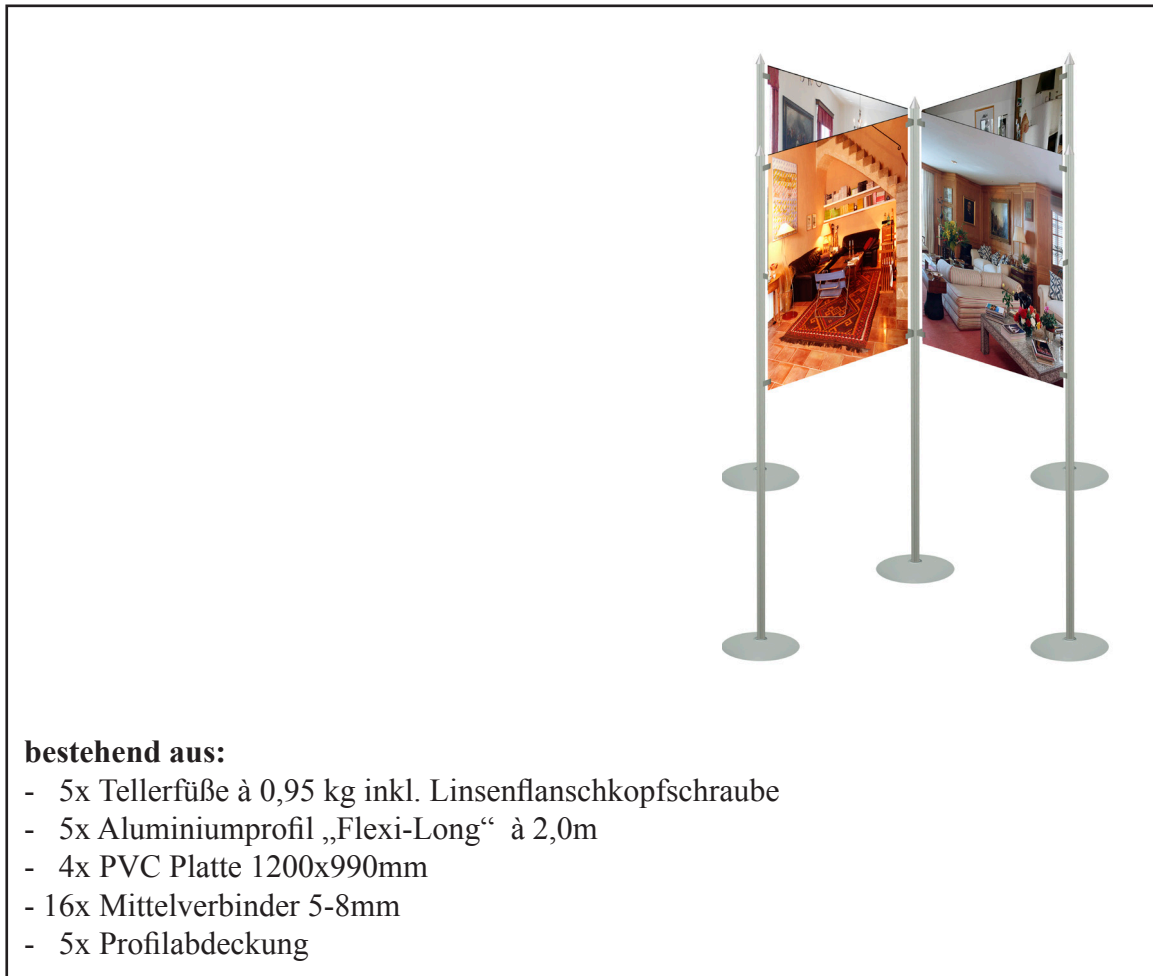 bestehend aus:
- 5x Tellerfüße à 0,95 kg inkl. Linsenflanschkopfschraube
- 5x Aluminiumprofil „Flexi-Long“ à 2,0m
- 4x PVC Platte 1200x990mm
- 16x Mittelverbinder 5-8mm
- 5x Profilabdeckung